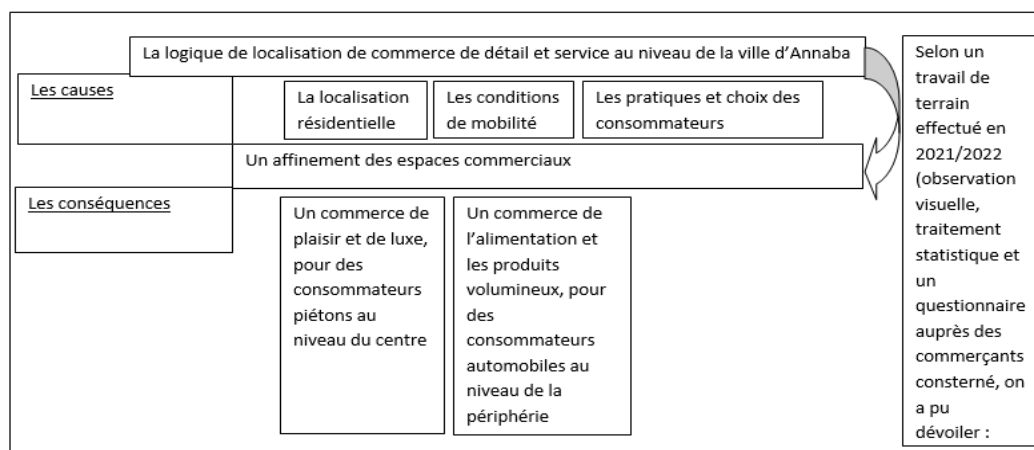 La logique de localisation de commerce de détail et service au niveau de la ville d’Annaba
Les causes
La localisation
résidentielle
Les conditions
de mobilité
Les pratiques et choix des
consommateurs
Un affinement des espaces commerciaux
Les conséquences
Un commerce de
plaisir et de luxe,
pour des
consommateurs
piétons au
niveau du centre
Un commerce de
l’alimentation et
les produits
volumineux, pour
des
consommateurs
automobiles au
niveau de la
périphérie
Selon un
travail de
terrain
effectué en
2021/2022
(observation
visuelle,
traitement
statistique et
un
questionnaire
auprès des
commerçants
consterné, on
a pu
dévoiler :